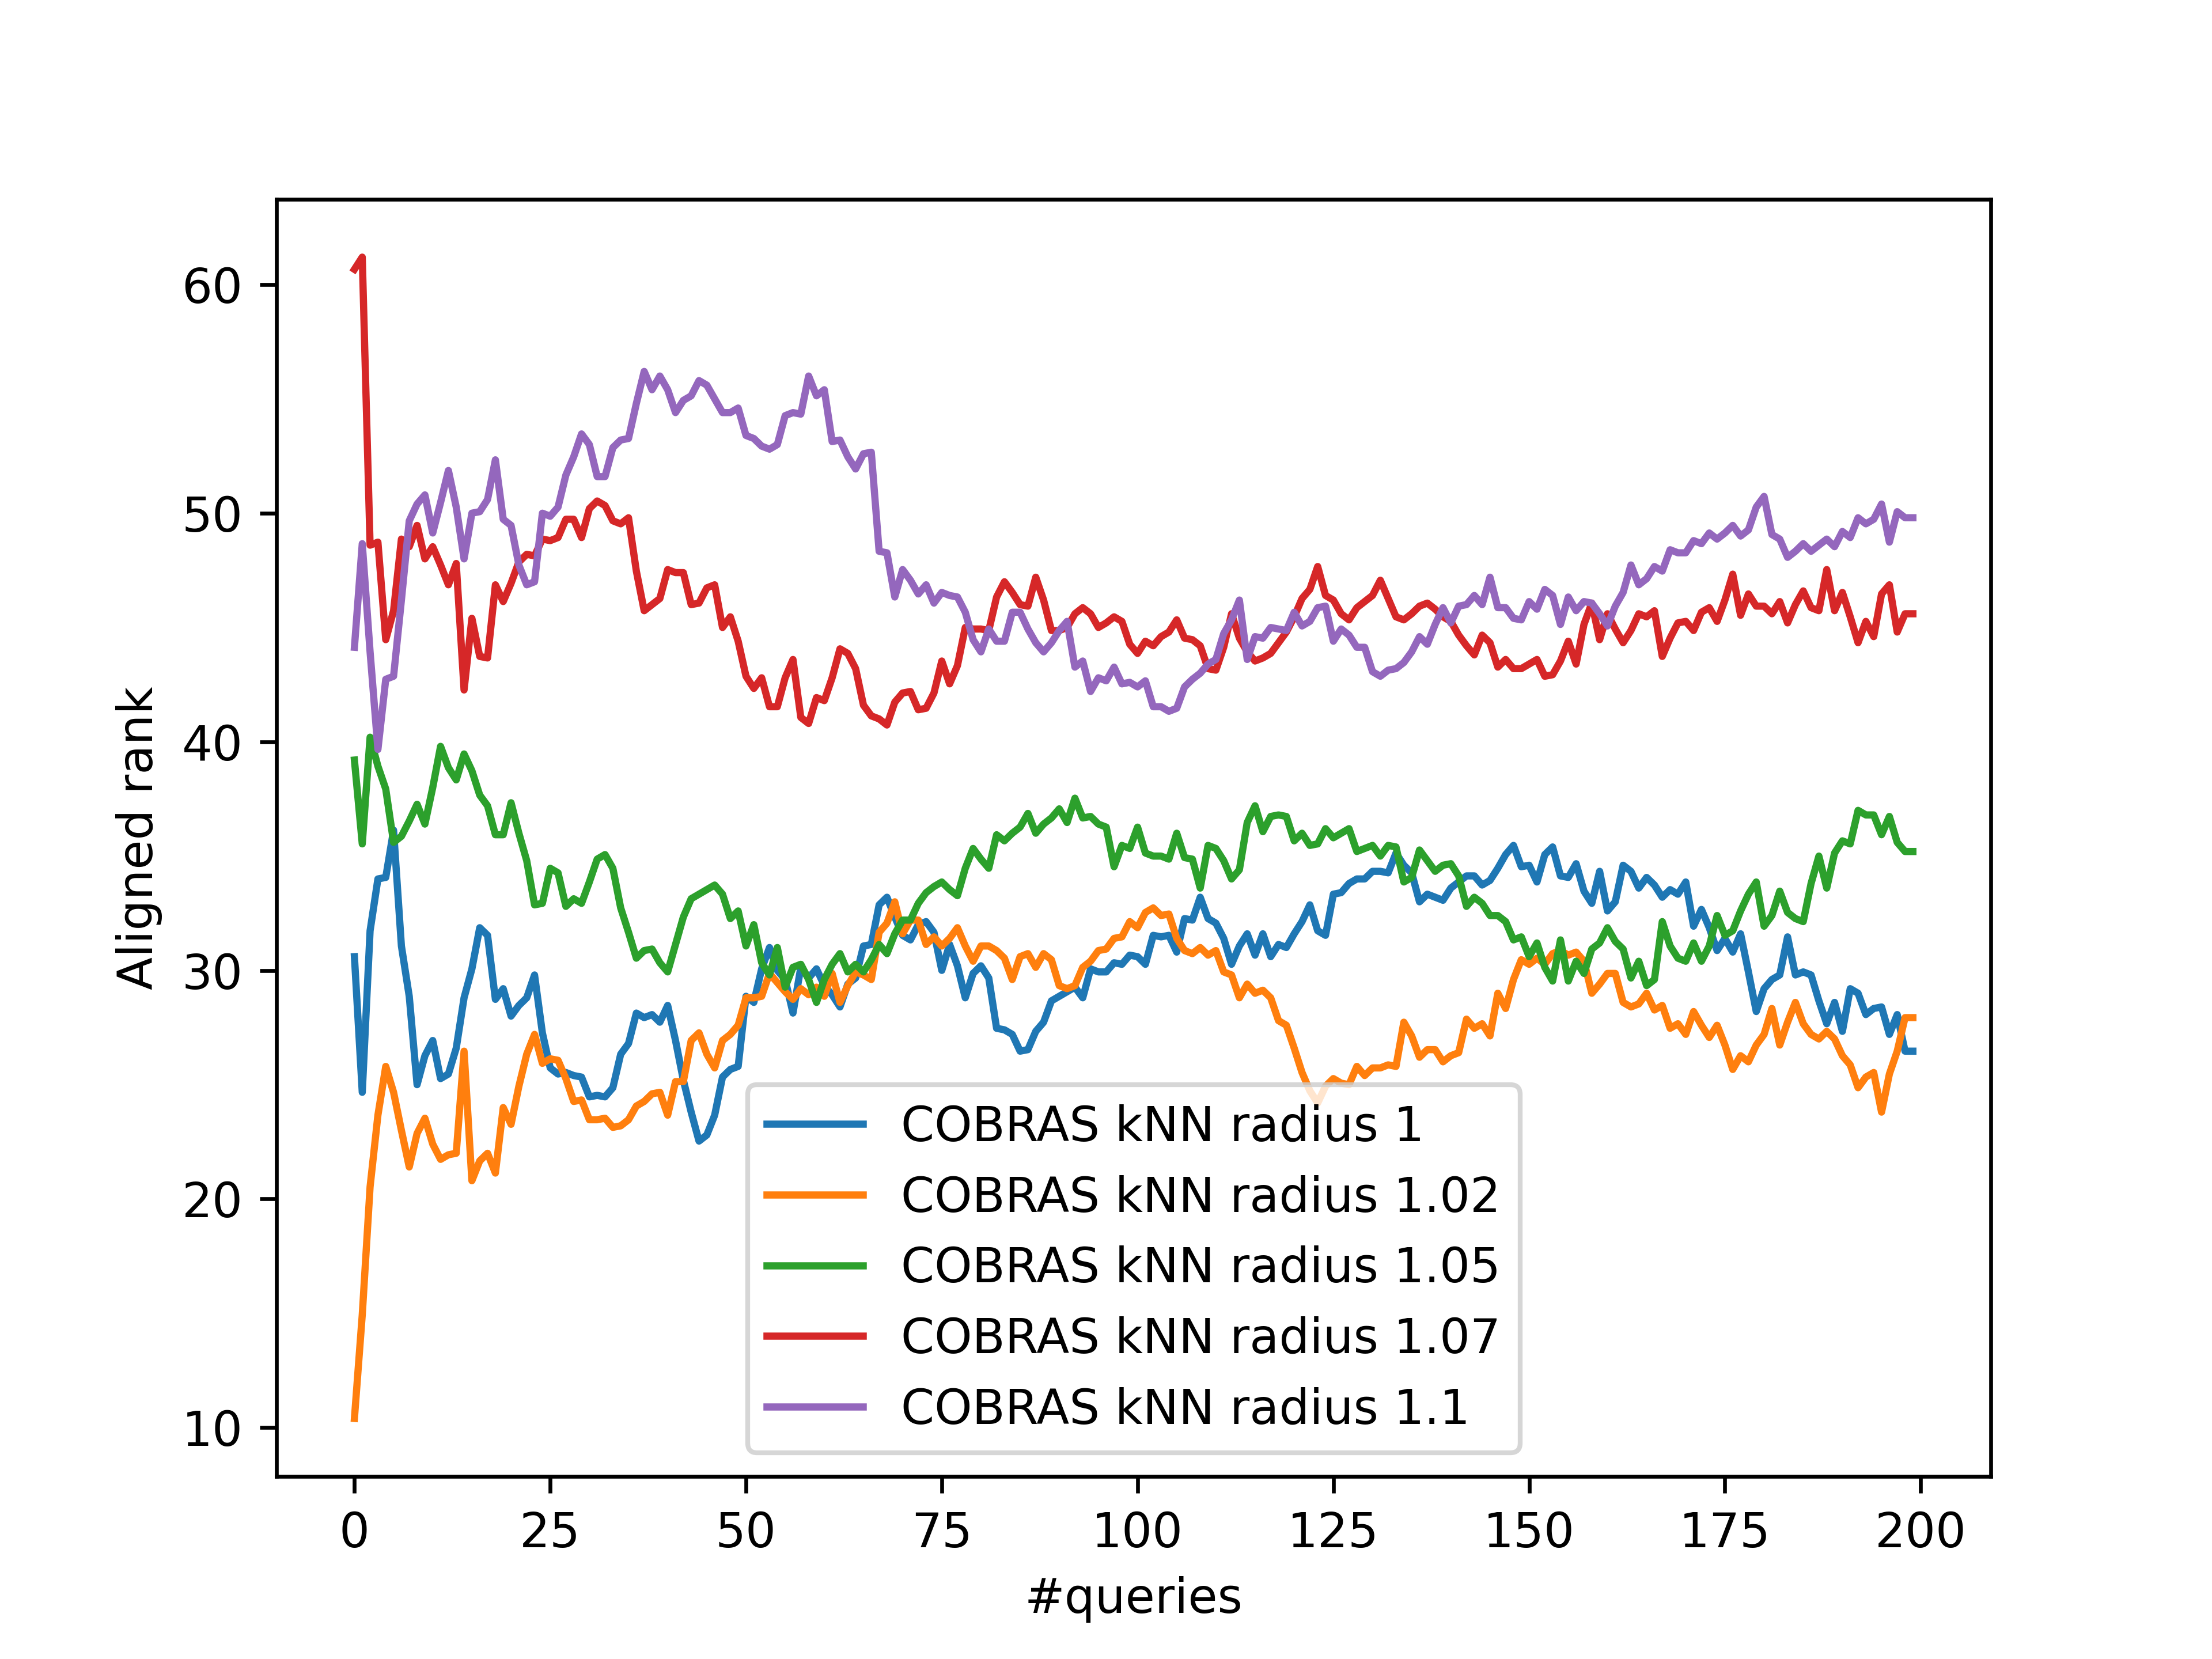 60
50
40
30
20
10
Aligned rank
COBRAS kNN radius 1
COBRAS kNN radius 1.02
COBRAS kNN radius 1.05
COBRAS kNN radius 1.07
COBRAS kNN radius 1.1
0 25 50 75 100 125 150 175 200
#queries